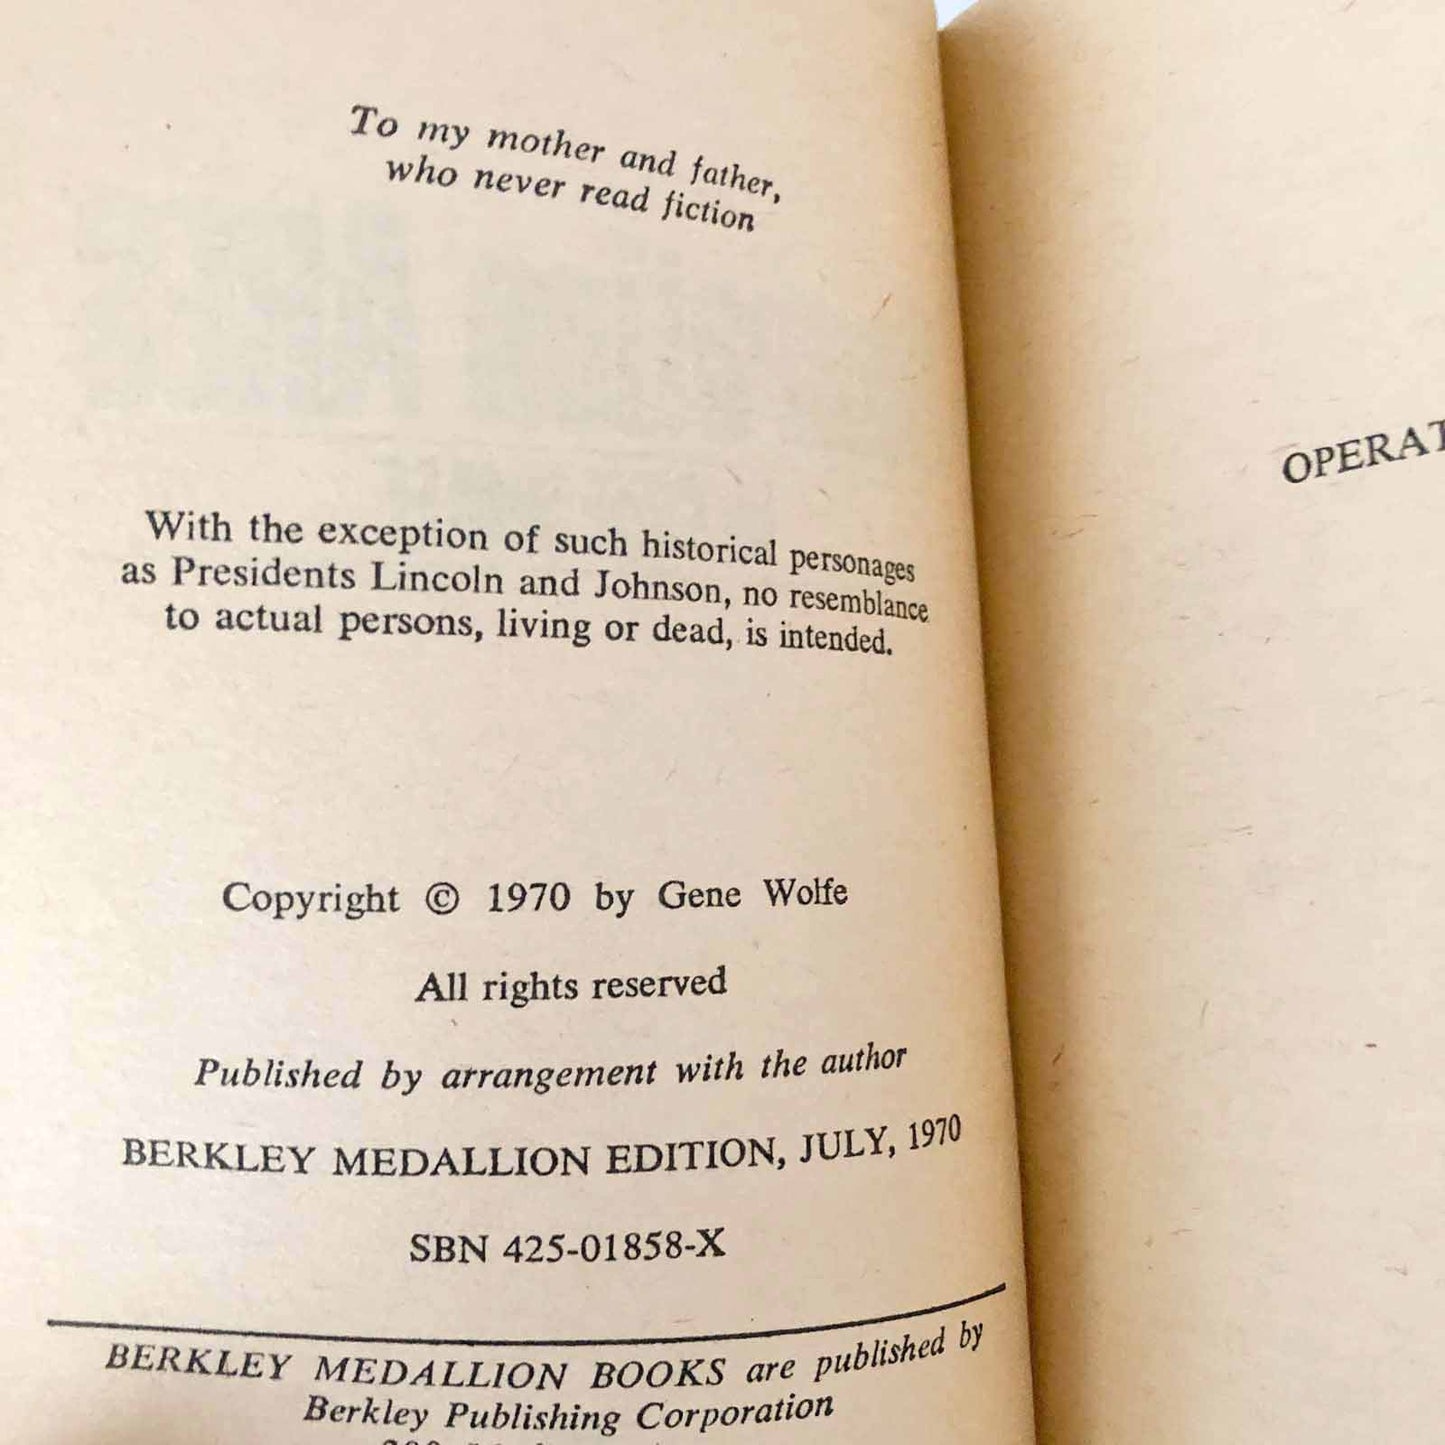 To my mother and father,
who never read fiction
With the exception of such historical personages
as Presidents Lincoln and Johnson, no resemblance
to actual persons, living or dead, is intended.
Copyright © 1970 by Gene Wolfe
All rights reserved
Published by arrangement with the author
BERKLEY MEDALLION EDITION, JULY, 1970
SBN 425-01858-X
BERKLEY MEDALLION BOOKS are published by
Berkley Publishing Corporation
OPERAT